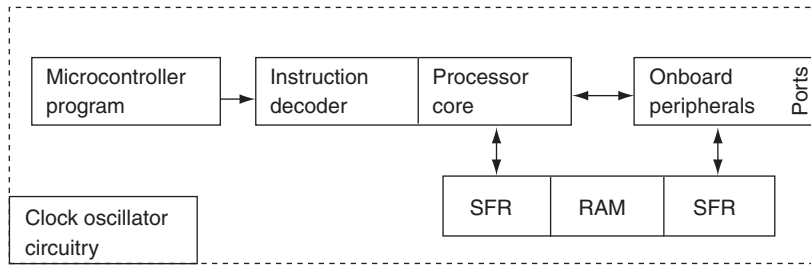 Microcontroller
program
Instruction
decoder
Processor
core
Onboard
peripherals
Ports
SFR
RAM
SFR
Clock oscillator
circuitry